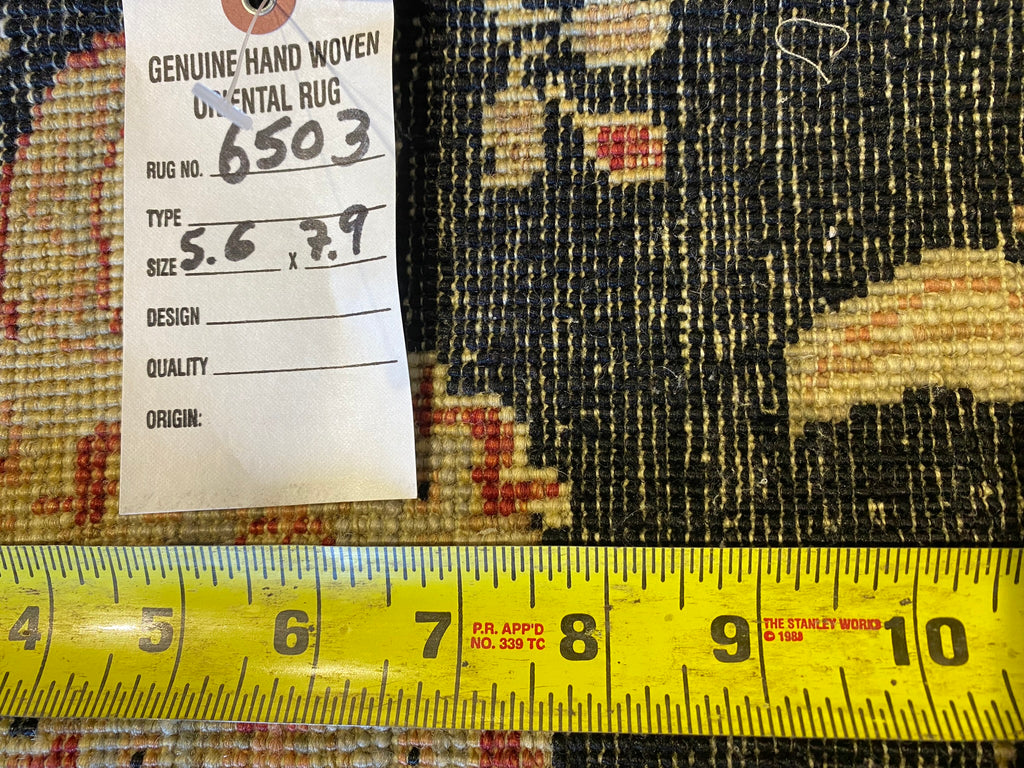 GENUINE HAND WOVEN
ORIENTAL RUG
RUG NO. 6503
TYPE
SIZE 5.6 X 7.9
DESIGN
QUALITY
ORIGIN:
4 5 6 7 P.R. APP'D 8 9 THE STANLEY WORKS 10
NO. 339 TC © 1988